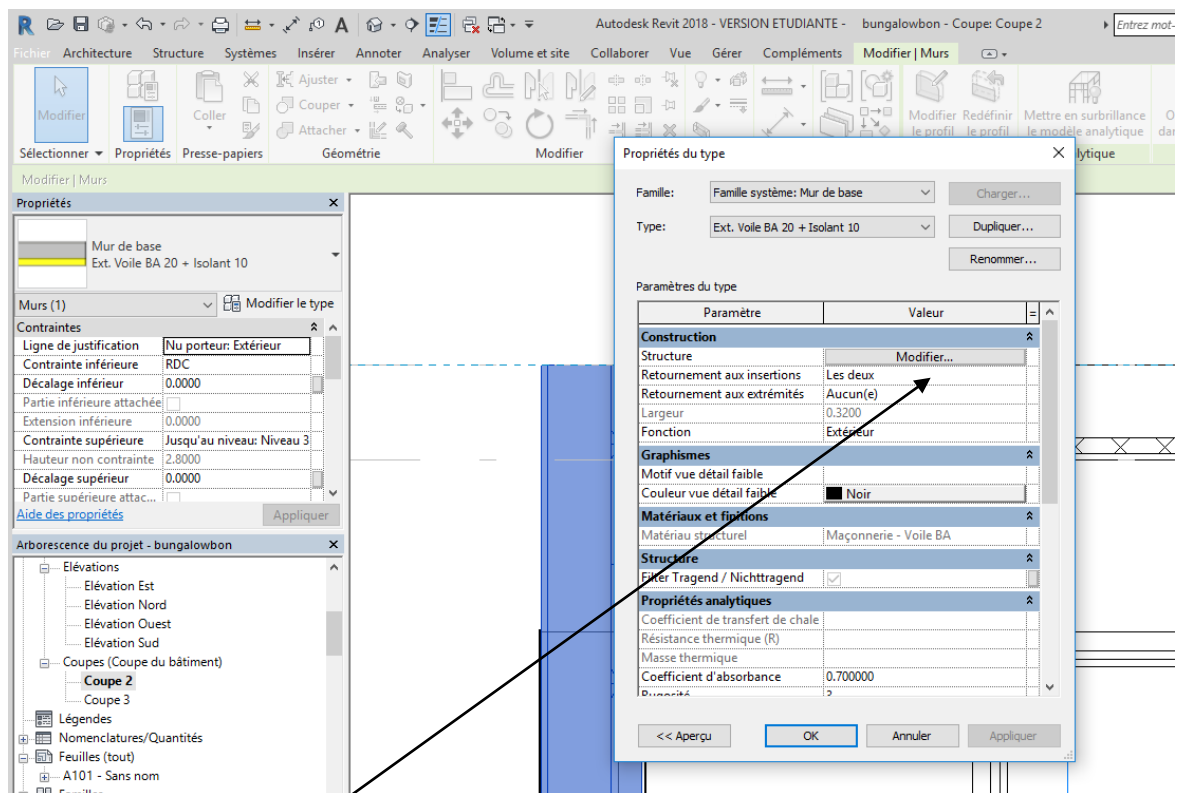 Autodesk Revit 2018 - VERSION ETUDIANTE - bungalowbon - Coupe: Coupe 2
Entrez mot-
Fichier Architecture Structure Systèmes Insérer Annoter Analyser Volume et site Collaborer Vue Gérer Compléments Modifier | Murs
Modifier
Coller
Ajuster
Couper
Attacher
Modifier le profil
Redéfinir le profil
Mettre en surbrillance le modèle analytique
Sélectionner Propriétés Presse-papiers Géométrie Modifier
Modifier | Murs
Propriétés
Mur de base
Ext. Voile BA 20 + Isolant 10
Murs (1) Modifier le type
Contraintes
Ligne de justification Nu porteur: Extérieur
Contrainte inférieure RDC
Décalage inférieur 0.0000
Partie inférieure attachée
Extension inférieure 0.0000
Contrainte supérieure Jusqu'au niveau: Niveau 3
Hauteur non contrainte 2.8000
Décalage supérieur 0.0000
Partie supérieure attac...
Aide des propriétés Appliquer
Arborescence du projet - bungalowbon
Elévations
Elévation Est
Elévation Nord
Elévation Ouest
Elévation Sud
Coupes (Coupe du bâtiment)
Coupe 2
Coupe 3
Légendes
Nomenclatures/Quantités
Feuilles (tout)
A101 - Sans nom
Propriétés du type
Famille: Famille système: Mur de base Charger...
Type: Ext. Voile BA 20 + Isolant 10 Dupliquer...
Renommer...
Paramètres du type
Paramètre Valeur =
Construction
Structure Modifier...
Retournement aux insertions Les deux
Retournement aux extrémités Aucun(e)
Largeur 0.3200
Fonction Extérieur
Graphismes
Motif vue détail faible
Couleur vue détail faible Noir
Matériaux et finitions
Matériau structurel Maçonnerie - Voile BA
Structure
Filter Tragend / Nichttragend
Propriétés analytiques
Coefficient de transfert de chale
Résistance thermique (R)
Masse thermique
Coefficient d'absorbance 0.700000
<< Aperçu OK Annuler Appliquer